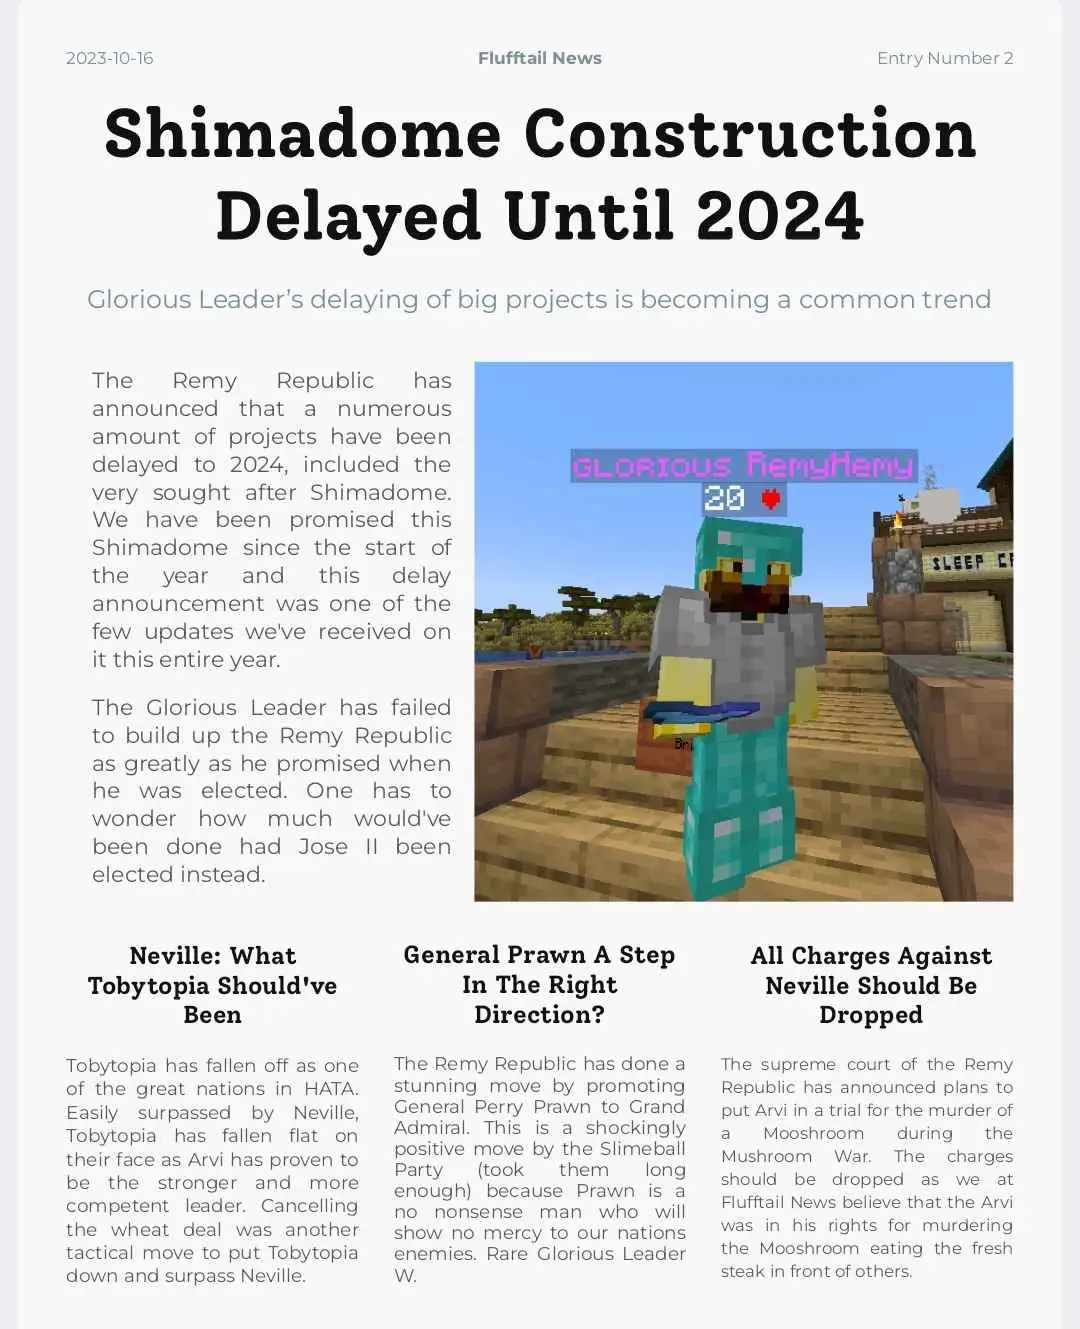 2023-10-16
Flufftail News
Entry Number 2
Shimadome Construction
Delayed Until 2024
Glorious Leader’s delaying of big projects is becoming a common trend
The Remy Republic has
announced that a numerous
amount of projects have been
delayed to 2024, included the
very sought after Shimadome.
We have been promised this
Shimadome since the start of
the year and this delay
announcement was one of the
few updates we've received on
it this entire year.
The Glorious Leader has failed
to build up the Remy Republic
as greatly as he promised when
he was elected. One has to
wonder how much would've
been done had Jose II been
elected instead.
GLORIOUS RemyHemy
20
SLEEP
Neville: What
Tobytopia Should've
Been
Tobytopia has fallen off as one
of the great nations in HATA.
Easily surpassed by Neville,
Tobytopia has fallen flat on
their face as Arvi has proven to
be the stronger and more
competent leader. Cancelling
the wheat deal was another
tactical move to put Tobytopia
down and surpass Neville.
General Prawn A Step
In The Right
Direction?
The Remy Republic has done a
stunning move by promoting
General Perry Prawn to Grand
Admiral. This is a shockingly
positive move by the Slimeball
Party (took them long
enough) because Prawn is a
no nonsense man who will
show no mercy to our nations
enemies. Rare Glorious Leader
W.
All Charges Against
Neville Should Be
Dropped
The supreme court of the Remy
Republic has announced plans to
put Arvi in a trial for the murder of
a Mooshroom during the
Mushroom War. The charges
should be dropped as we at
Flufftail News believe that the Arvi
was in his rights for murdering
the Mooshroom eating the fresh
steak in front of others.